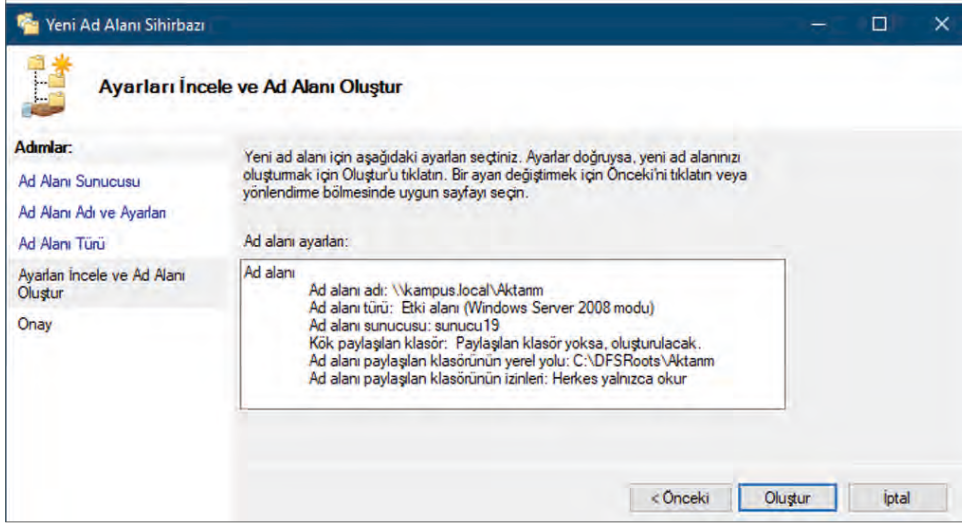 Yeni Ad Alanı Sihirbazı
Ayarları İncele ve Ad Alanı Oluştur
Adımlar:
Ad Alanı Sunucusu
Ad Alanı Adı ve Ayarları
Ad Alanı Türü
Ayarları İncele ve Ad Alanı
Oluştur
Onay
Yeni ad alanı için aşağıdaki ayarları seçtiniz. Ayarlar doğruysa, yeni ad alanınızı
oluşturmak için Oluştur'u tıklatın. Bir ayarı değiştirmek için Önceki'ni tıklatın veya
yönlendirme bölmesinde uygun sayfayı seçin.
Ad alanı ayarları:
Ad alanı
Ad alanı adı: \\kampus.local\Aktarım
Ad alanı türü: Etki alanı (Windows Server 2008 modu)
Ad alanı sunucusu: sunucu19
Kök paylaşılan klasör: Paylaşılan klasör yoksa, oluşturulacak.
Ad alanı paylaşılan klasörünün yerel yolu: C:\DFSRoots\Aktarım
Ad alanı paylaşılan klasörünün izinleri: Herkes yalnızca okur
< Önceki
Oluştur
İptal